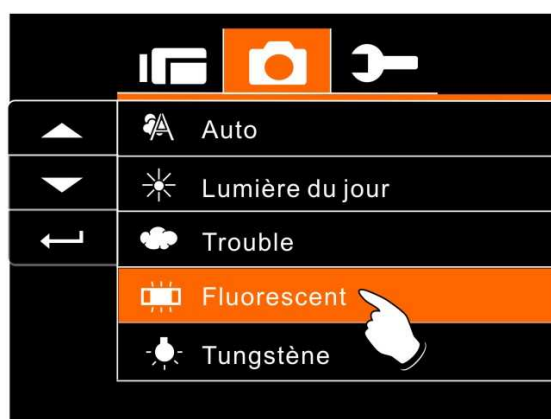 Auto
Lumière du jour
Trouble
Fluorescent
Tungstène